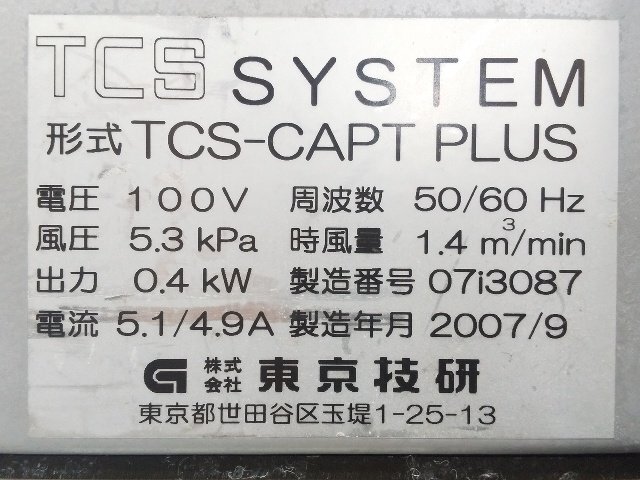 TCS SYSTEM
形式 TCS-CAPT PLUS
電圧 100V 周波数 50/60 Hz
風圧 5.3 kPa 時風量 1.4 m³/min
出力 0.4 kW 製造番号 07i3087
電流 5.1/4.9A 製造年月 2007/9
株式会社 東京技研
東京都世田谷区玉堤1-25-13